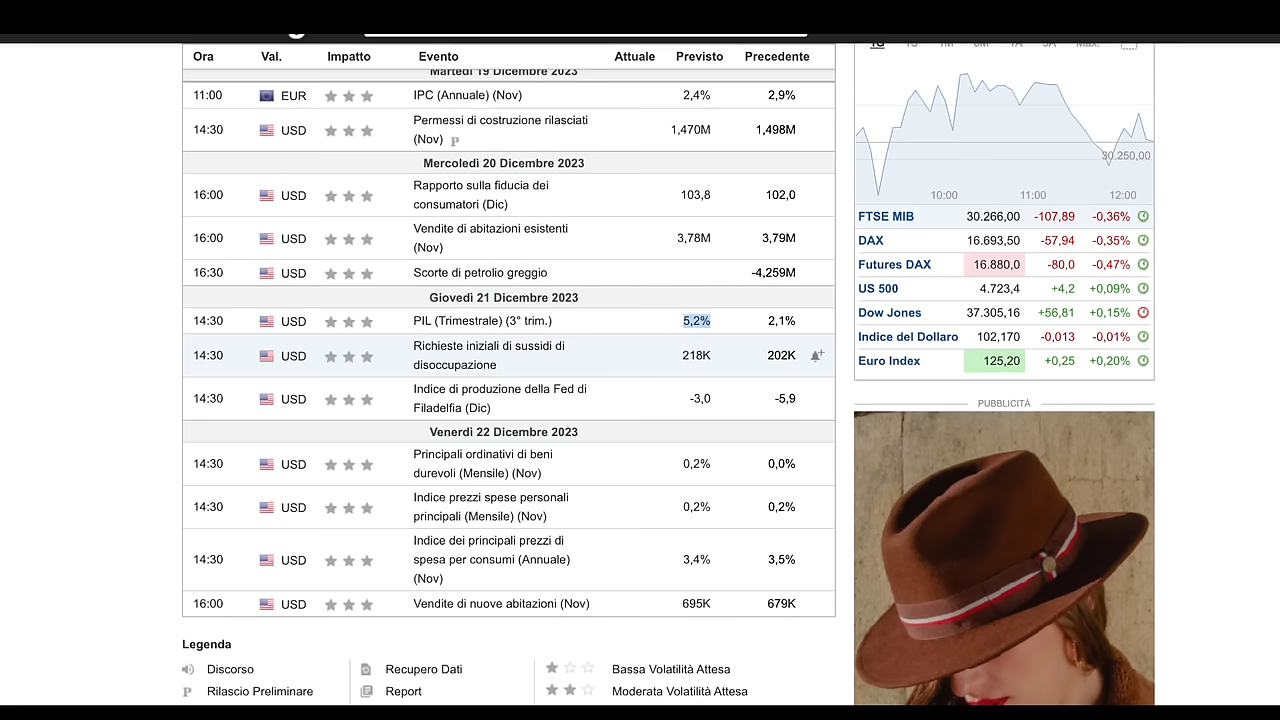 Ora Val. Impatto Evento Attuale Previsto Precedente
Martedì 19 Dicembre 2023
11:00 EUR IPC (Annuale) (Nov) 2,4% 2,9%
14:30 USD Permessi di costruzione rilasciati (Nov) P 1,470M 1,498M
Mercoledì 20 Dicembre 2023
16:00 USD Rapporto sulla fiducia dei consumatori (Dic) 103,8 102,0
16:00 USD Vendite di abitazioni esistenti (Nov) 3,78M 3,79M
16:30 USD Scorte di petrolio greggio -4,259M
Giovedì 21 Dicembre 2023
14:30 USD PIL (Trimestrale) (3° trim.) 5,2% 2,1%
14:30 USD Richieste iniziali di sussidi di disoccupazione 218K 202K
14:30 USD Indice di produzione della Fed di Filadelfia (Dic) -3,0 -5,9
Venerdì 22 Dicembre 2023
14:30 USD Principali ordinativi di beni durevoli (Mensile) (Nov) 0,2% 0,0%
14:30 USD Indice prezzi spese personali principali (Mensile) (Nov) 0,2% 0,2%
14:30 USD Indice dei principali prezzi di spesa per consumi (Annuale) (Nov) 3,4% 3,5%
16:00 USD Vendite di nuove abitazioni (Nov) 695K 679K
Legenda
Discorso Recupero Dati Bassa Volatilità Attesa
P Rilascio Preliminare Report Moderata Volatilità Attesa
30.250,00
10:00 11:00 12:00
FTSE MIB 30.266,00 -107,89 -0,36%
DAX 16.693,50 -57,94 -0,35%
Futures DAX 16.880,0 -80,0 -0,47%
US 500 4.723,4 +4,2 +0,09%
Dow Jones 37.305,16 +56,81 +0,15%
Indice del Dollaro 102,170 -0,013 -0,01%
Euro Index 125,20 +0,25 +0,20%
PUBBLICITÀ